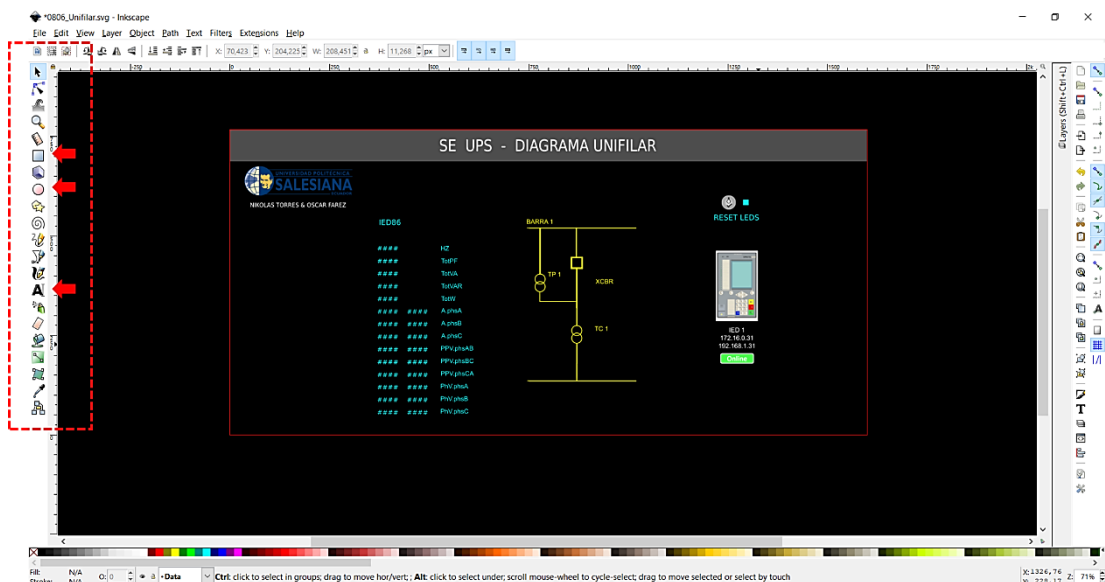 *0806_Unifilar.svg - Inkscape
File Edit View Layer Object Path Text Filters Extensions Help
X: 70,423 Y: 204,225 W: 208,451 H: 11,268 px
SE UPS - DIAGRAMA UNIFILAR
UNIVERSIDAD POLITÉCNICA
SALESIANA
NIKOLAS TORRES & OSCAR FAREZ
RESET LEDS
IED86
BARRA 1
#### HZ
#### TotPF
#### TotVA
#### TotVAR
#### TotW
#### #### A.phsA
#### #### A.phsB
#### #### A.phsC
#### #### PPV.phsAB
#### #### PPV.phsBC
#### #### PPV.phsCA
#### #### PhV.phsA
#### #### PhV.phsB
#### #### PhV.phsC
TP 1
XCBR
TC 1
IED 1
172.16.0.31
192.168.1.31
Online
Layers (Shift+Ctrl+L)
Fill: N/A
Stroke: N/A
O: 0
Data
Ctrl: click to select in groups; drag to move hor/vert; ; Alt: click to select under; scroll mouse-wheel to cycle-select; drag to move selected or select by touch
X: 1326,76
Z: 71%